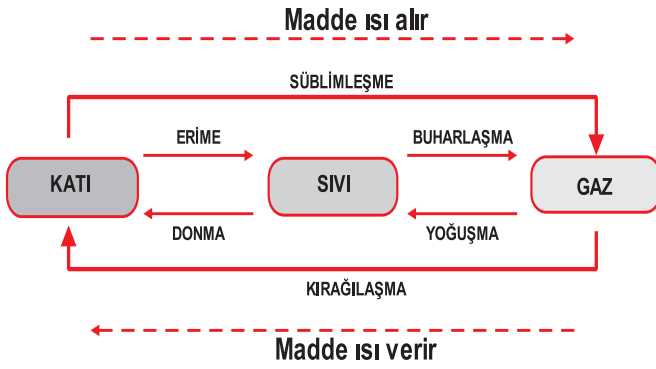 Madde ısı alır
SÜBLİMLEŞME
ERİME
BUHARLAŞMA
KATI
SIVI
GAZ
DONMA
YOĞUŞMA
KIRAĞILAŞMA
Madde ısı verir